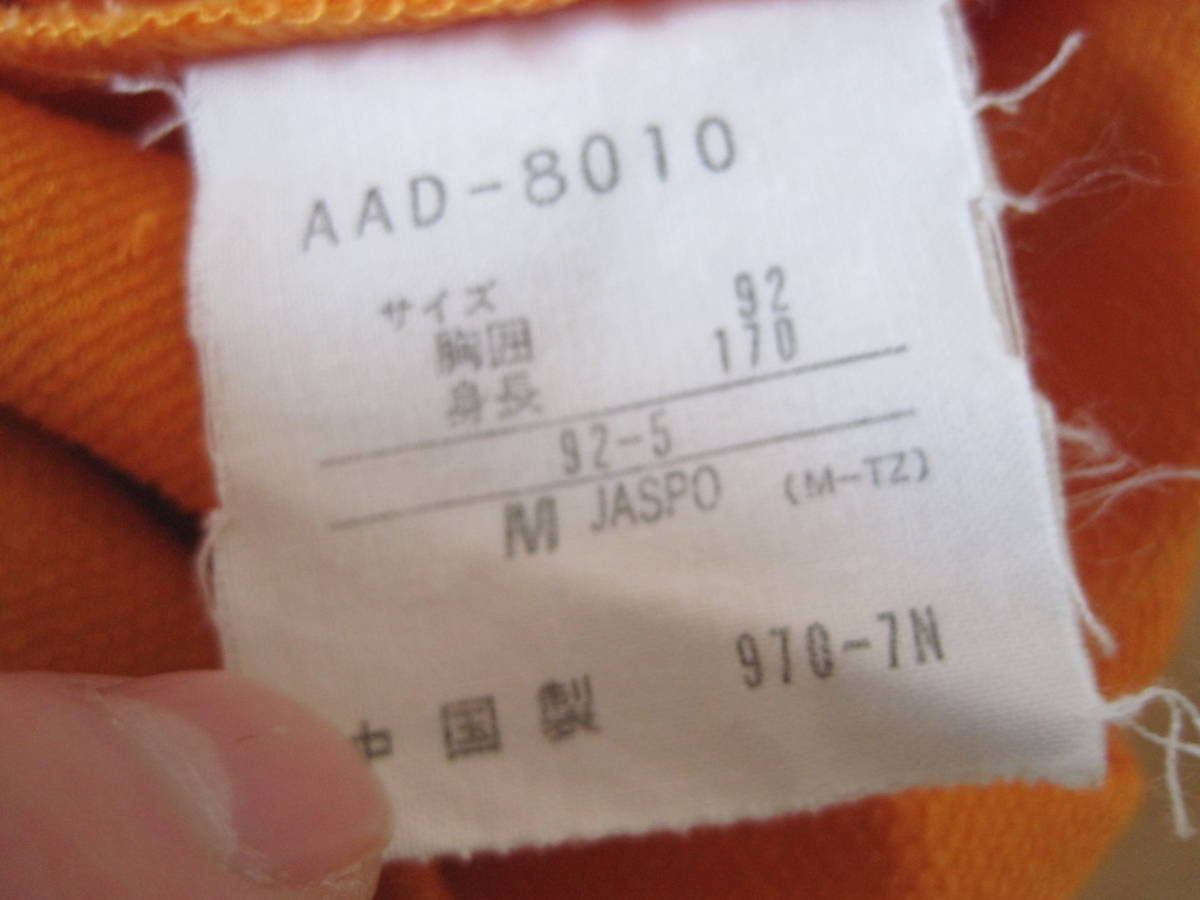 AAD-8010
サイズ
胸囲 92
身長 170
92-5
M JASPO (M-TZ)
970-7N
中国製